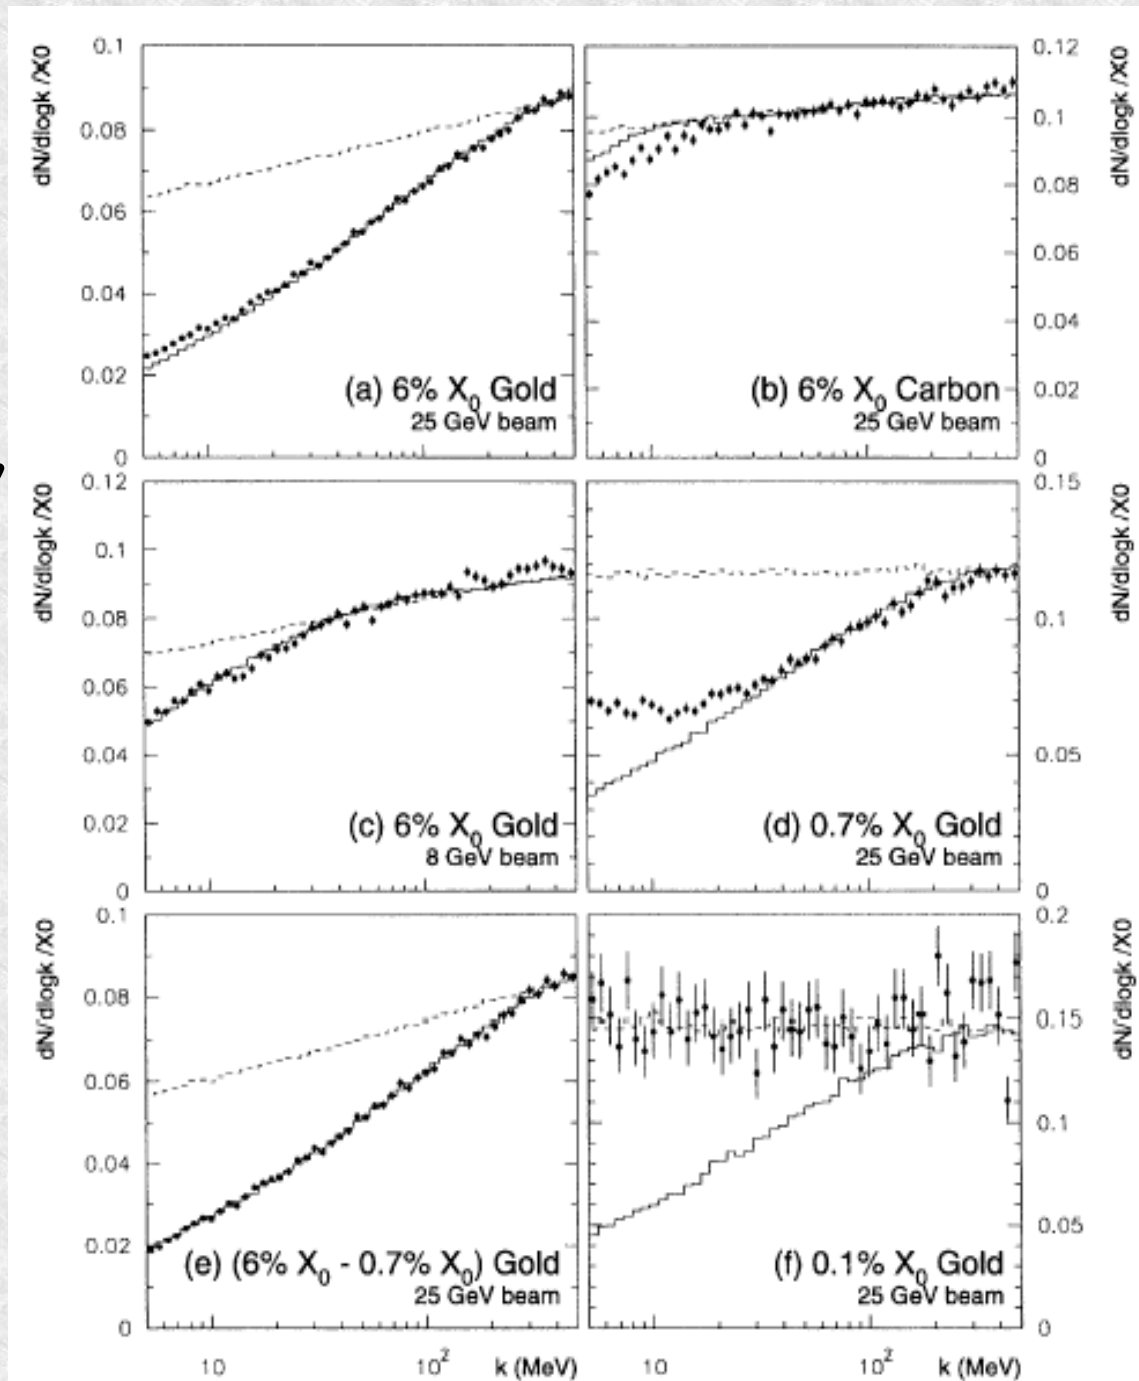 dN/dlogk /X0
0.1
0.08
0.06
0.04
0.02
0
(a) 6% X₀ Gold
25 GeV beam
0.12
0.1
0.08
0.06
0.04
0.02
0
dN/dlogk /X0
(b) 6% X₀ Carbon
25 GeV beam
dN/dlogk /X0
0.12
0.1
0.08
0.06
0.04
0.02
0
(c) 6% X₀ Gold
8 GeV beam
0.15
0.1
0.05
0
dN/dlogk /X0
(d) 0.7% X₀ Gold
25 GeV beam
dN/dlogk /X0
0.1
0.08
0.06
0.04
0.02
0
(e) (6% X₀ - 0.7% X₀) Gold
25 GeV beam
10
10²
k (MeV)
0.2
0.15
0.1
0.05
0
dN/dlogk /X0
(f) 0.1% X₀ Gold
25 GeV beam
10
10²
k (MeV)